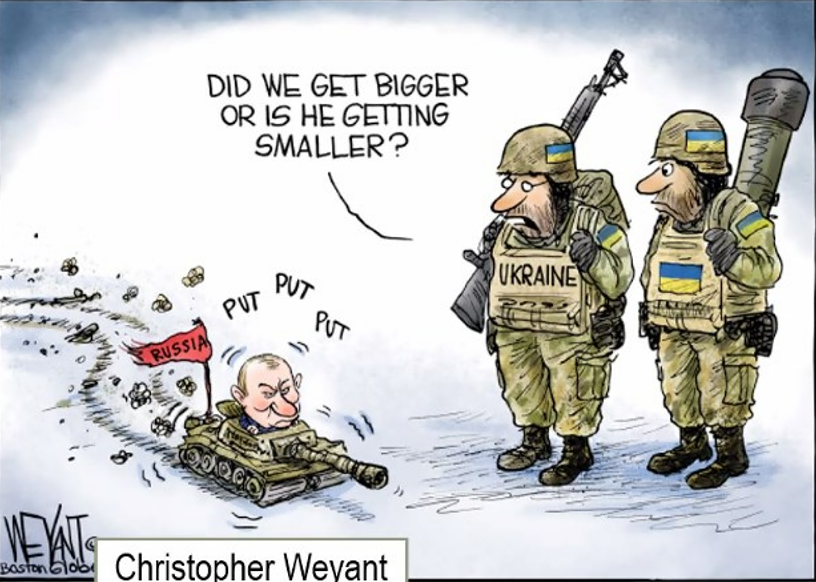 DID WE GET BIGGER
OR IS HE GETTING
SMALLER?
UKRAINE
PUT
PUT
PUT
RUSSIA
WEYANT
BOSTON Globe
Christopher Weyant